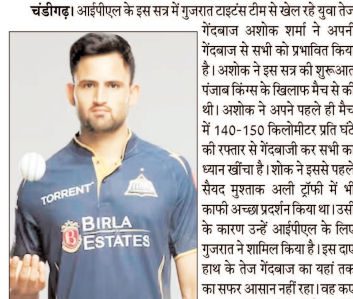 चंडीगढ़। आईपीएल के इस सत्र में गुजरात टाइटंस टीम से खेल रहे युवा तेज
गेंदबाज अशोक शर्मा ने अपनी
गेंदबाज से सभी को प्रभावित किया
है। अशोक ने इस सत्र की शुरूआत
पंजाब किंग्स के खिलाफ मैच से की
थी। अशोक ने अपने पहले ही मैच
में 140-150 किलोमीटर प्रति घंटे
की रफ्तार से गेंदबाजी कर सभी का
ध्यान खींचा है। शोक ने इससे पहले
सैयद मुश्ताक अली ट्रॉफी में भी
काफी अच्छा प्रदर्शन किया था। उसी
के कारण उन्हें आईपीएल के लिए
गुजरात ने शामिल किया है। इस दाएं
हाथ के तेज गेंदबाज का यहां तक
का सफर आसान नहीं रहा। वह कए
TORRENT
BIRLA
ESTATES